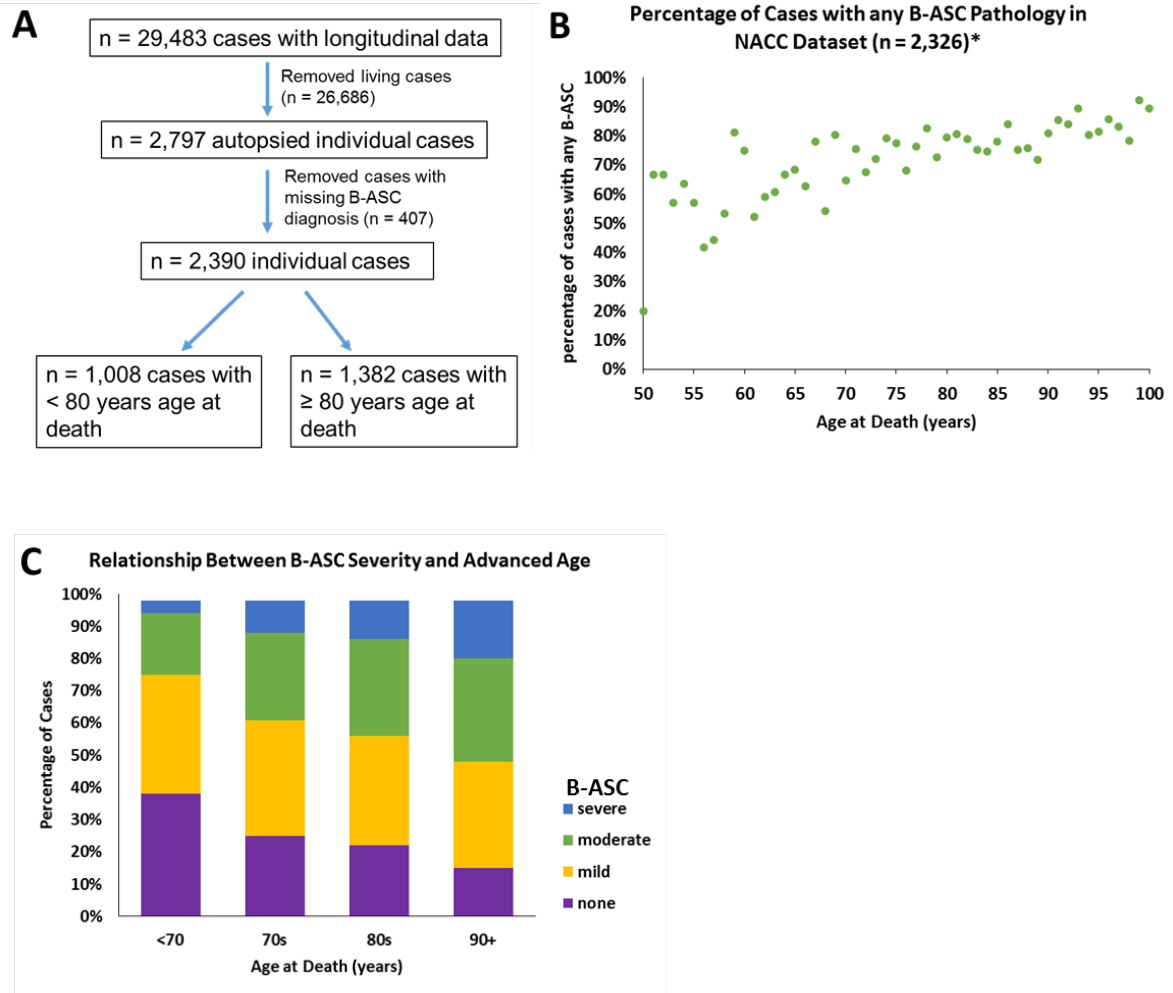 A
n = 29,483 cases with longitudinal data
Removed living cases
(n = 26,686)
n = 2,797 autopsied individual cases
Removed cases with
missing B-ASC
diagnosis (n = 407)
n = 2,390 individual cases
n = 1,008 cases with
< 80 years age at
death
n = 1,382 cases with
≥ 80 years age at
death
B
Percentage of Cases with any B-ASC Pathology in
NACC Dataset (n = 2,326)*
percentage of cases with any B-ASC
100%
90%
80%
70%
60%
50%
40%
30%
20%
10%
0%
50 55 60 65 70 75 80 85 90 95 100
Age at Death (years)
C
Relationship Between B-ASC Severity and Advanced Age
Percentage of Cases
100%
90%
80%
70%
60%
50%
40%
30%
20%
10%
0%
<70 70s 80s 90+
Age at Death (years)
B-ASC
severe
moderate
mild
none